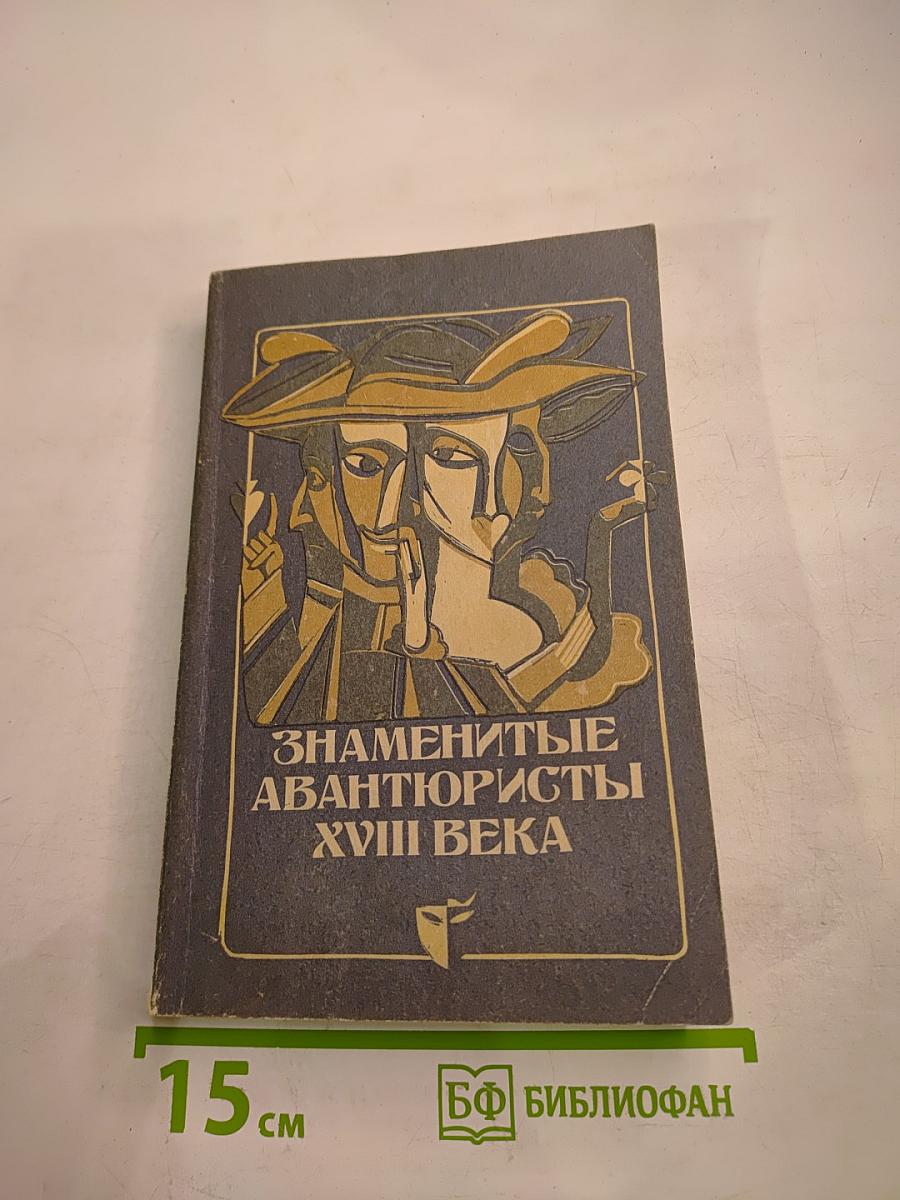 ЗНАМЕНИТЫЕ
АВАНТЮРИСТЫ
XVIII ВЕКА
15 см
БФ БИБЛИОФАН